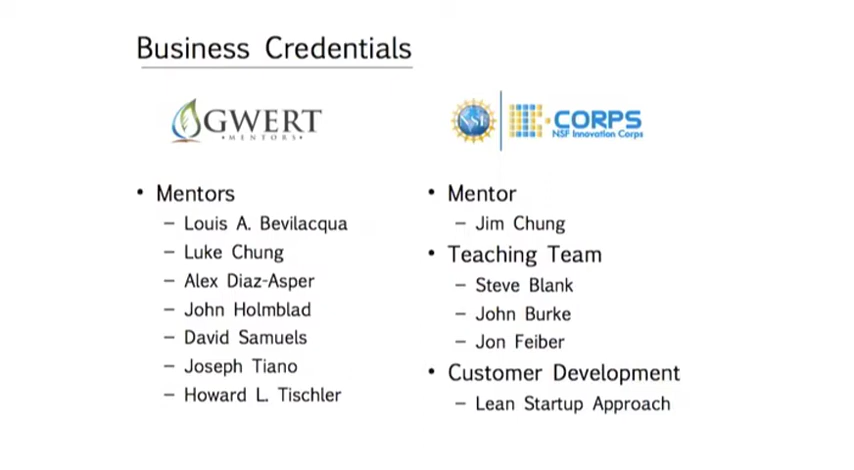 Business Credentials
GWERT
•MENTORS•
NSF
CORPS
NSF Innovation Corps
• Mentors
– Louis A. Bevilacqua
– Luke Chung
– Alex Diaz-Asper
– John Holmblad
– David Samuels
– Joseph Tiano
– Howard L. Tischler
• Mentor
– Jim Chung
• Teaching Team
– Steve Blank
– John Burke
– Jon Feiber
• Customer Development
– Lean Startup Approach